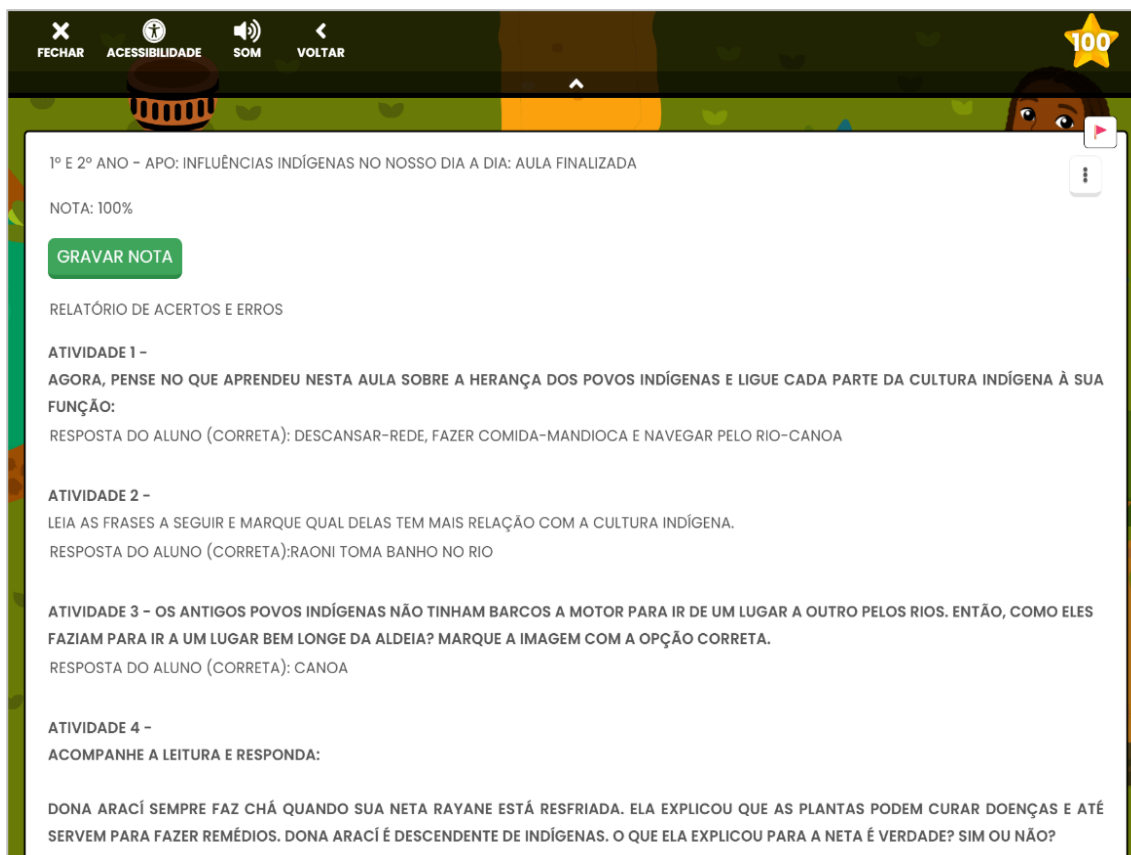 FECHAR
ACESSIBILIDADE
SOM
VOLTAR
100
1º E 2º ANO - APO: INFLUÊNCIAS INDÍGENAS NO NOSSO DIA A DIA: AULA FINALIZADA
NOTA: 100%
GRAVAR NOTA
RELATÓRIO DE ACERTOS E ERROS
ATIVIDADE 1 -
AGORA, PENSE NO QUE APRENDEU NESTA AULA SOBRE A HERANÇA DOS POVOS INDÍGENAS E LIGUE CADA PARTE DA CULTURA INDÍGENA À SUA
FUNÇÃO:
RESPOSTA DO ALUNO (CORRETA): DESCANSAR-REDE, FAZER COMIDA-MANDIOCA E NAVEGAR PELO RIO-CANOA
ATIVIDADE 2 -
LEIA AS FRASES A SEGUIR E MARQUE QUAL DELAS TEM MAIS RELAÇÃO COM A CULTURA INDÍGENA.
RESPOSTA DO ALUNO (CORRETA):RAONI TOMA BANHO NO RIO
ATIVIDADE 3 - OS ANTIGOS POVOS INDÍGENAS NÃO TINHAM BARCOS A MOTOR PARA IR DE UM LUGAR A OUTRO PELOS RIOS. ENTÃO, COMO ELES
FAZIAM PARA IR A UM LUGAR BEM LONGE DA ALDEIA? MARQUE A IMAGEM COM A OPÇÃO CORRETA.
RESPOSTA DO ALUNO (CORRETA): CANOA
ATIVIDADE 4 -
ACOMPANHE A LEITURA E RESPONDA:
DONA ARACÍ SEMPRE FAZ CHÁ QUANDO SUA NETA RAYANE ESTÁ RESFRIADA. ELA EXPLICOU QUE AS PLANTAS PODEM CURAR DOENÇAS E ATÉ
SERVEM PARA FAZER REMÉDIOS. DONA ARACÍ É DESCENDENTE DE INDÍGENAS. O QUE ELA EXPLICOU PARA A NETA É VERDADE? SIM OU NÃO?